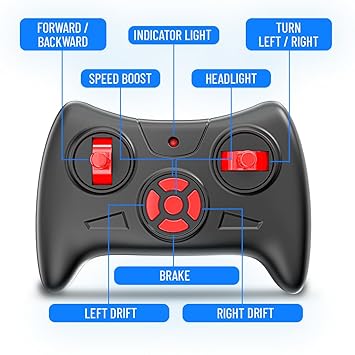 FORWARD /
BACKWARD
INDICATOR LIGHT
TURN
LEFT / RIGHT
SPEED BOOST
HEADLIGHT
BRAKE
LEFT DRIFT
RIGHT DRIFT